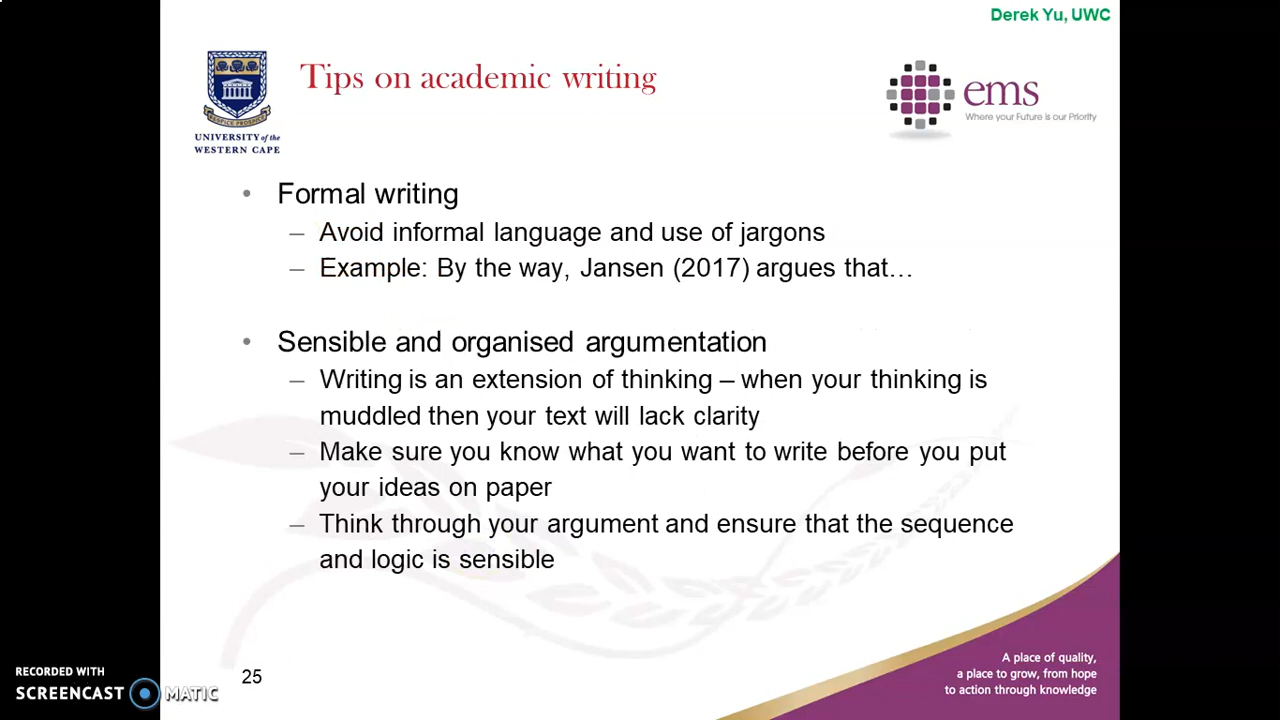 Derek Yu, UWC
Tips on academic writing
UNIVERSITY of the
WESTERN CAPE
ems
Where your Future is our Priority
• Formal writing
– Avoid informal language and use of jargons
– Example: By the way, Jansen (2017) argues that…
• Sensible and organised argumentation
– Writing is an extension of thinking – when your thinking is
muddled then your text will lack clarity
– Make sure you know what you want to write before you put
your ideas on paper
– Think through your argument and ensure that the sequence
and logic is sensible
A place of quality,
a place to grow, from hope
to action through knowledge
25
RECORDED WITH
SCREENCAST MATIC